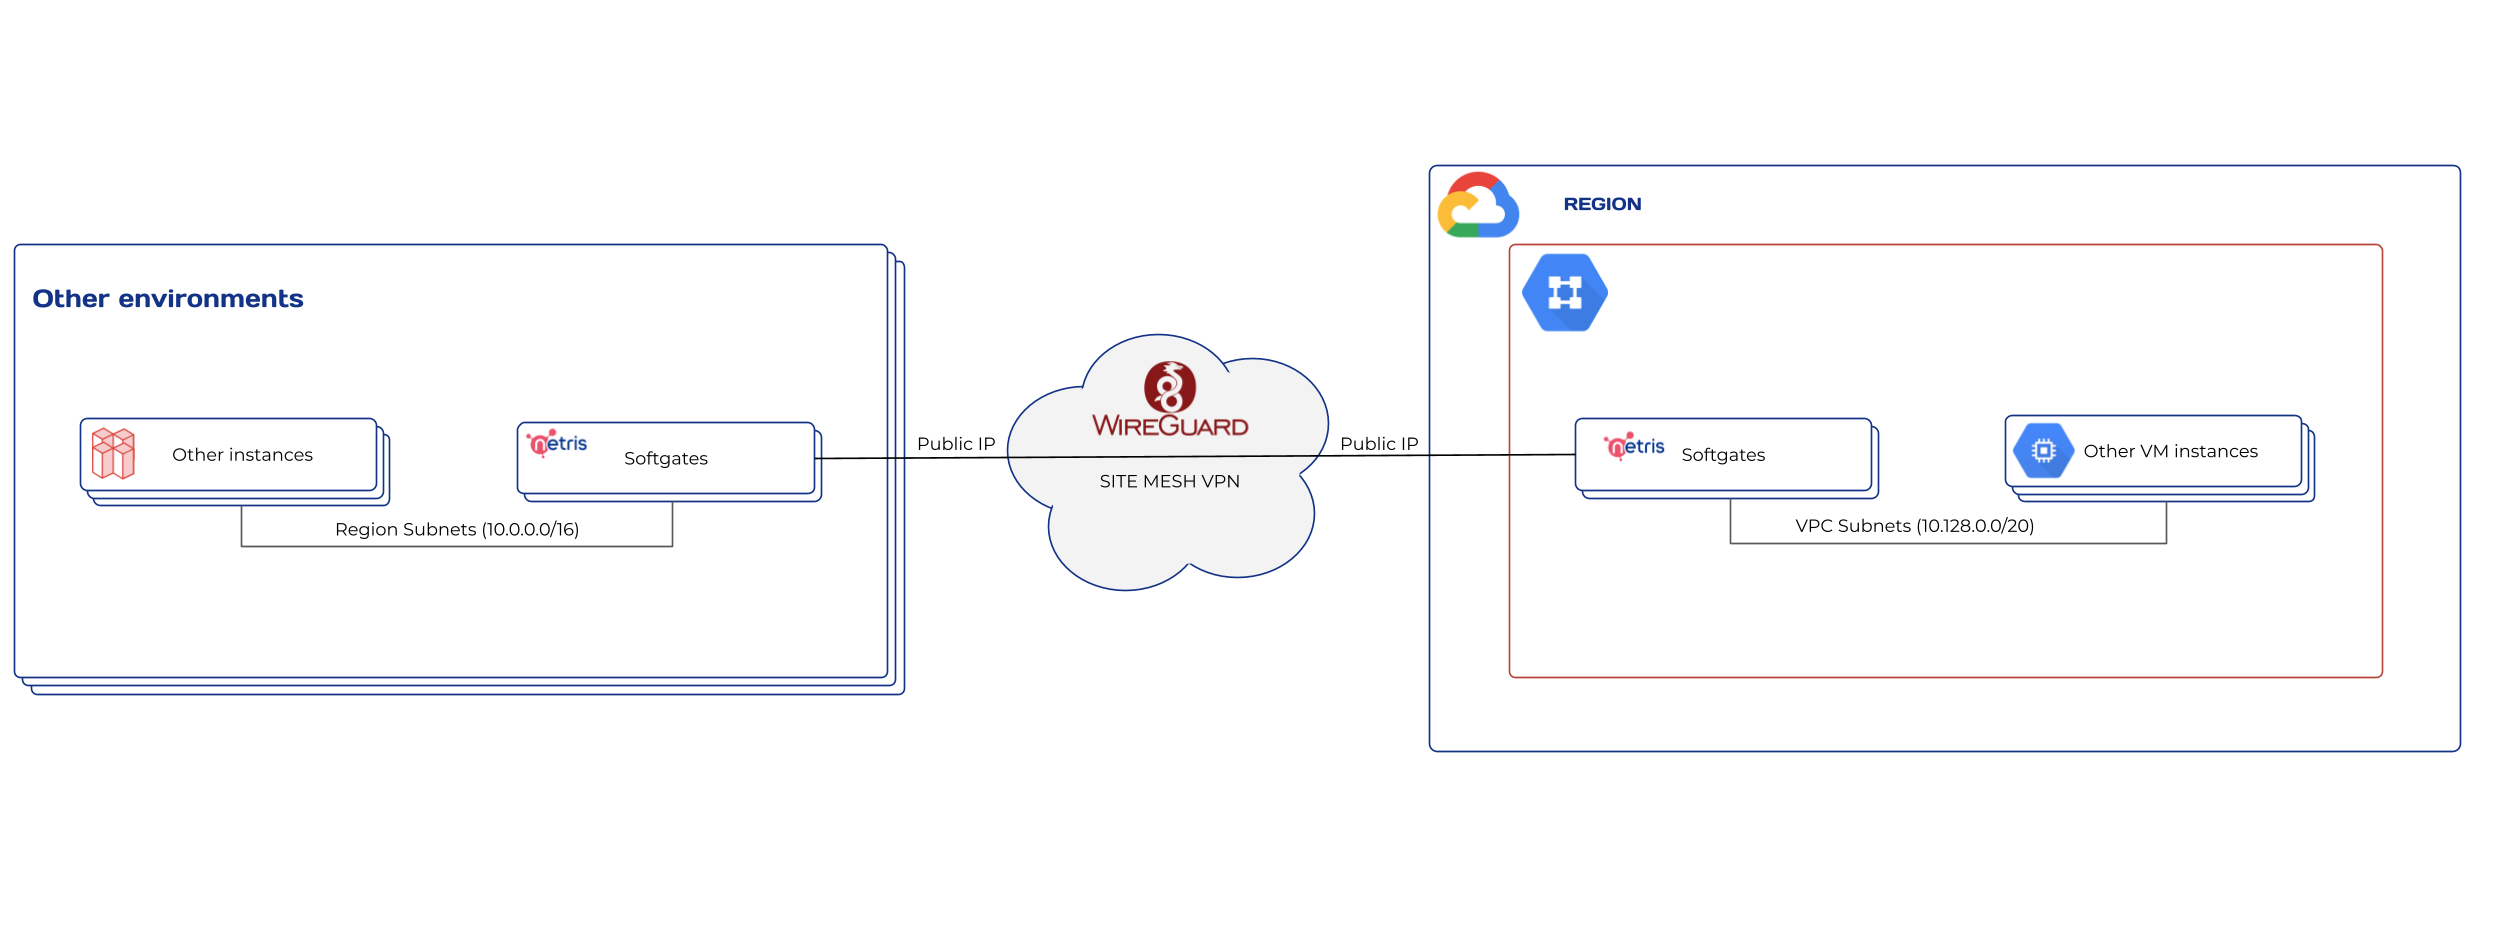 Other environments
Other instances
netris
Softgates
Region Subnets (10.0.0.0/16)
Public IP
WIREGUARD
SITE MESH VPN
Public IP
REGION
netris
Softgates
Other VM instances
VPC Subnets (10.128.0.0/20)